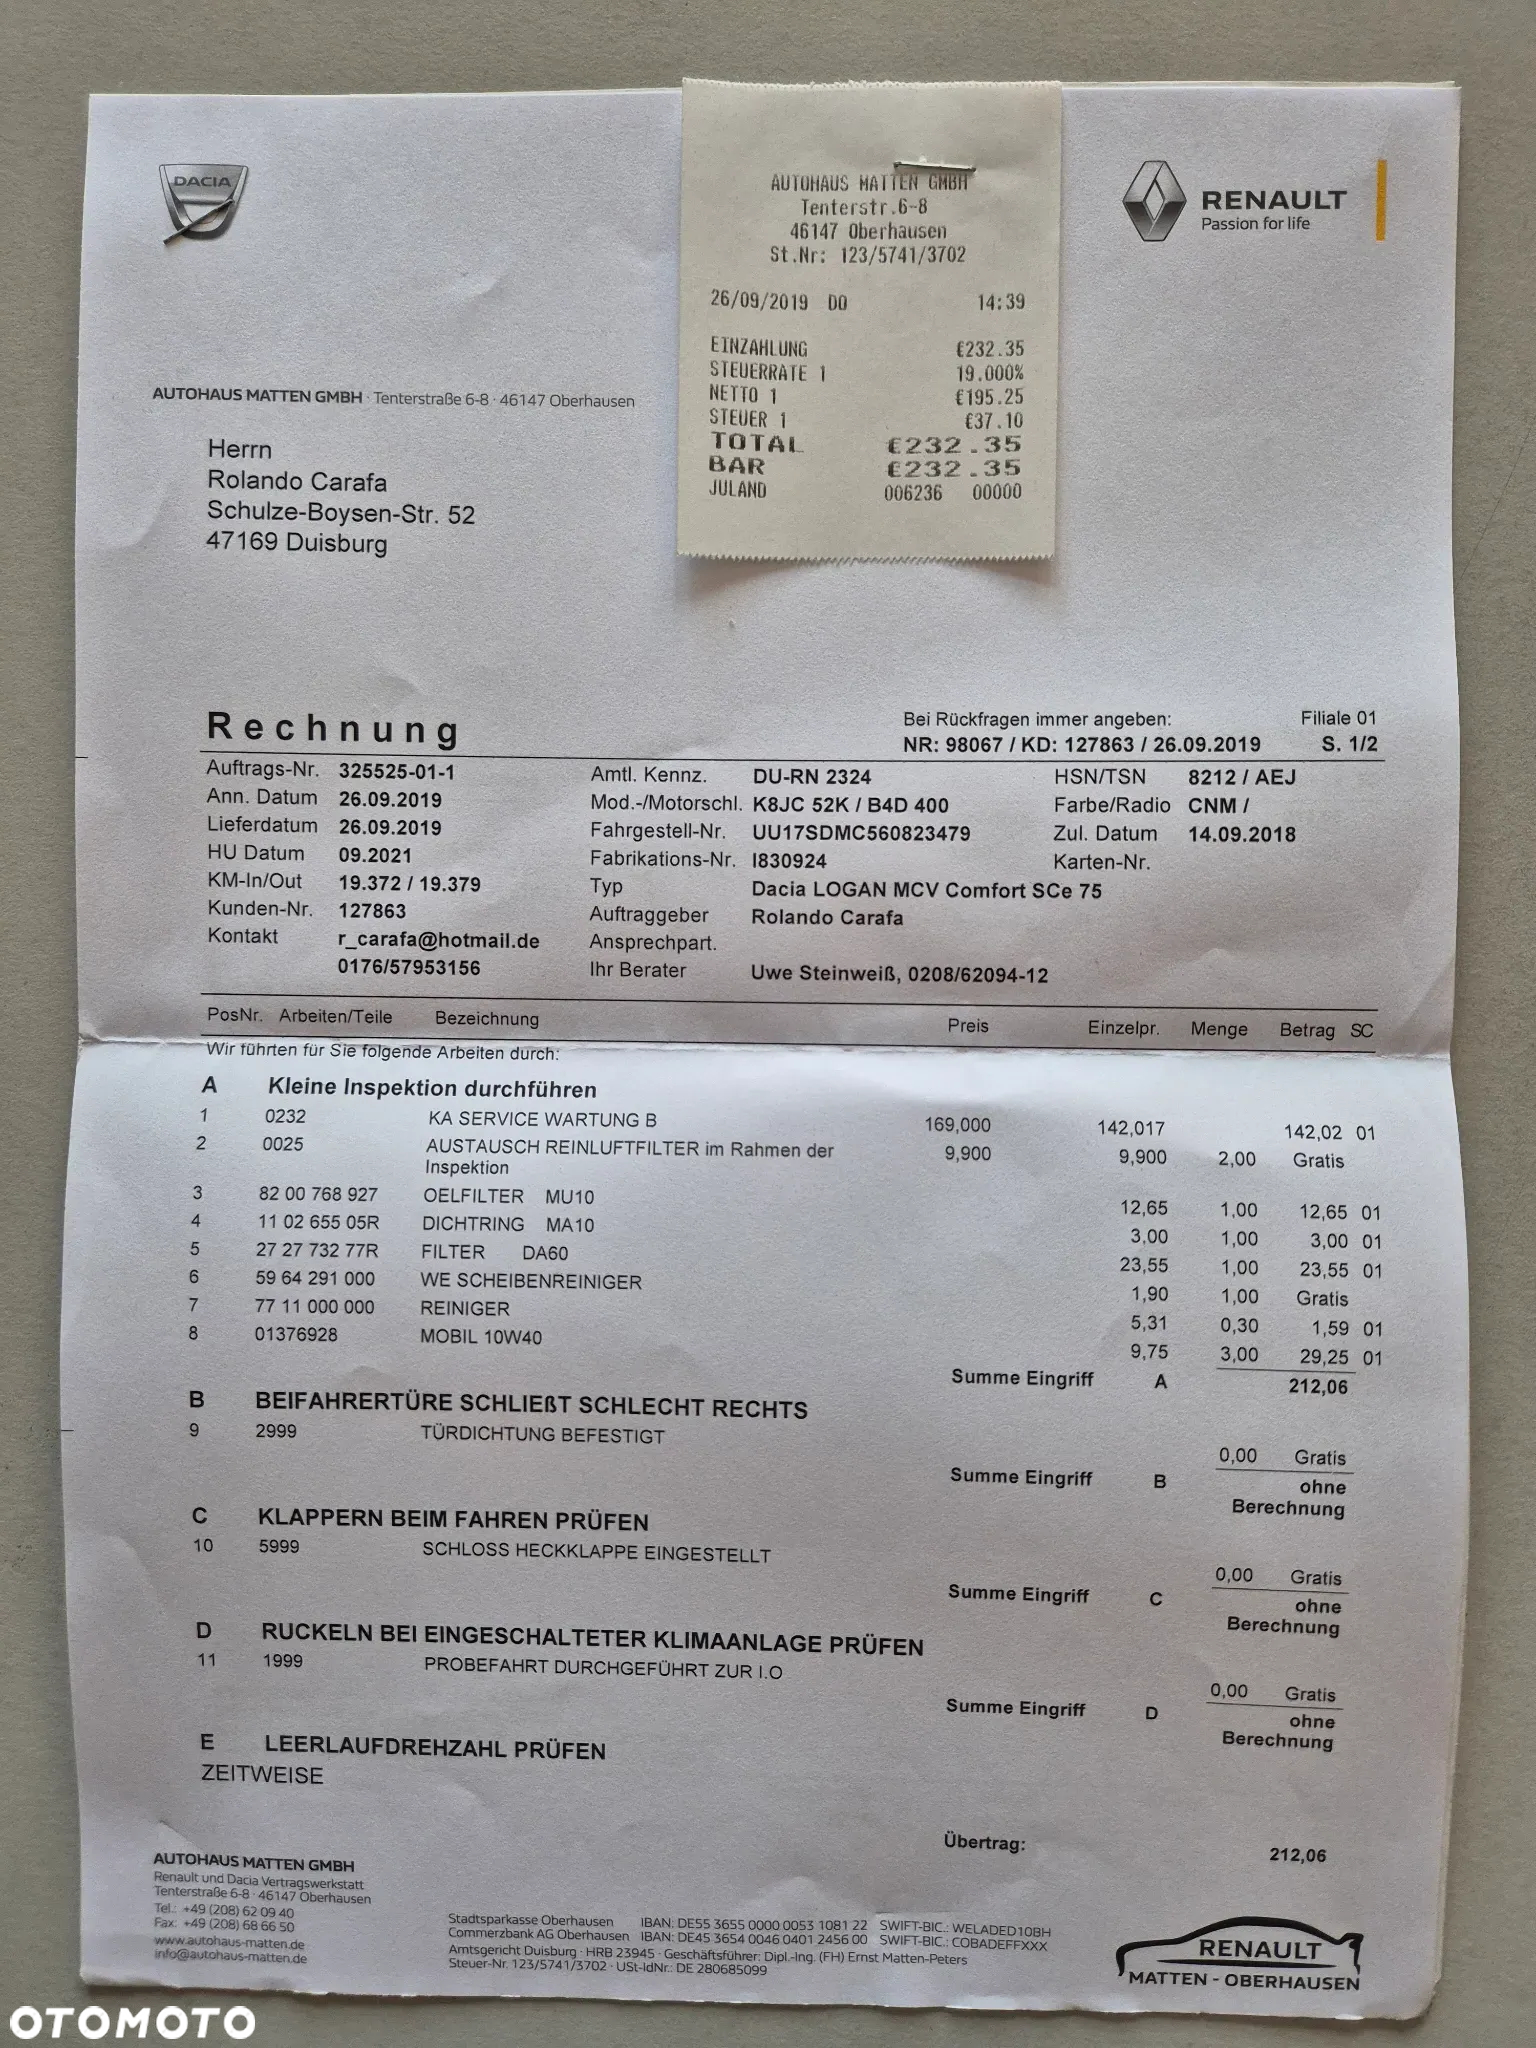 DACIA
AUTOHAUS MATTEN GMBH
Tenterstr.6-8
46147 Oberhausen
St.Nr: 123/5741/3702
26/09/2019 DO 14:39
EINZAHLUNG €232.35
STEUERRATE 1 19.000%
NETTO 1 €195.25
STEUER 1 €37.10
TOTAL €232.35
BAR €232.35
JULAND 006236 00000
RENAULT
Passion for life
AUTOHAUS MATTEN GMBH · Tenterstraße 6-8 · 46147 Oberhausen
Herrn
Rolando Carafa
Schulze-Boysen-Str. 52
47169 Duisburg
Rechnung
Bei Rückfragen immer angeben: Filiale 01
NR: 98067 / KD: 127863 / 26.09.2019 S. 1/2
Auftrags-Nr. 325525-01-1 Amtl. Kennz. DU-RN 2324 HSN/TSN 8212 / AEJ
Ann. Datum 26.09.2019 Mod.-/Motorschl. K8JC 52K / B4D 400 Farbe/Radio CNM /
Lieferdatum 26.09.2019 Fahrgestell-Nr. UU17SDMC560823479 Zul. Datum 14.09.2018
HU Datum 09.2021 Fabrikations-Nr. I830924 Karten-Nr.
KM-In/Out 19.372 / 19.379 Typ Dacia LOGAN MCV Comfort SCe 75
Kunden-Nr. 127863 Auftraggeber Rolando Carafa
Kontakt r_carafa@hotmail.de Ansprechpart.
0176/57953156 Ihr Berater Uwe Steinweiß, 0208/62094-12
PosNr. Arbeiten/Teile Bezeichnung Preis Einzelpr. Menge Betrag SC
Wir führten für Sie folgende Arbeiten durch:
A Kleine Inspektion durchführen
1 0232 KA SERVICE WARTUNG B 169,000 142,017 142,02 01
2 0025 AUSTAUSCH REINLUFTFILTER im Rahmen der 9,900 9,900 2,00 Gratis
Inspektion
3 82 00 768 927 OELFILTER MU10 12,65 1,00 12,65 01
4 11 02 655 05R DICHTRING MA10 3,00 1,00 3,00 01
5 27 27 732 77R FILTER DA60 23,55 1,00 23,55 01
6 59 64 291 000 WE SCHEIBENREINIGER 1,90 1,00 Gratis
7 77 11 000 000 REINIGER 5,31 0,30 1,59 01
8 01376928 MOBIL 10W40 9,75 3,00 29,25 01
Summe Eingriff A 212,06
B BEIFAHRERTÜRE SCHLIEßT SCHLECHT RECHTS
9 2999 TÜRDICHTUNG BEFESTIGT 0,00 Gratis
Summe Eingriff B ohne
Berechnung
C KLAPPERN BEIM FAHREN PRÜFEN
10 5999 SCHLOSS HECKKLAPPE EINGESTELLT 0,00 Gratis
Summe Eingriff C ohne
Berechnung
D RUCKELN BEI EINGESCHALTETER KLIMAANLAGE PRÜFEN
11 1999 PROBEFAHRT DURCHGEFÜHRT ZUR I.O 0,00 Gratis
Summe Eingriff D ohne
Berechnung
E LEERLAUFDREHZAHL PRÜFEN
ZEITWEISE
Übertrag: 212,06
AUTOHAUS MATTEN GMBH
Renault und Dacia Vertragswerkstatt
Tenterstraße 6-8 · 46147 Oberhausen
Tel.: +49 (208) 62 09 40
Fax: +49 (208) 68 66 50
www.autohaus-matten.de
info@autohaus-matten.de
Stadtsparkasse Oberhausen IBAN: DE55 3655 0000 0053 1081 22 SWIFT-BIC.: WELADED1OBH
Commerzbank AG Oberhausen IBAN: DE45 3654 0046 0401 2456 00 SWIFT-BIC.: COBADEFFXXX
Amtsgericht Duisburg · HRB 23945 · Geschäftsführer: Dipl.-Ing. (FH) Ernst Matten-Peters
Steuer-Nr. 123/5741/3702 · USt-IdNr.: DE 280685099
RENAULT
MATTEN - OBERHAUSEN
OTOMOTO